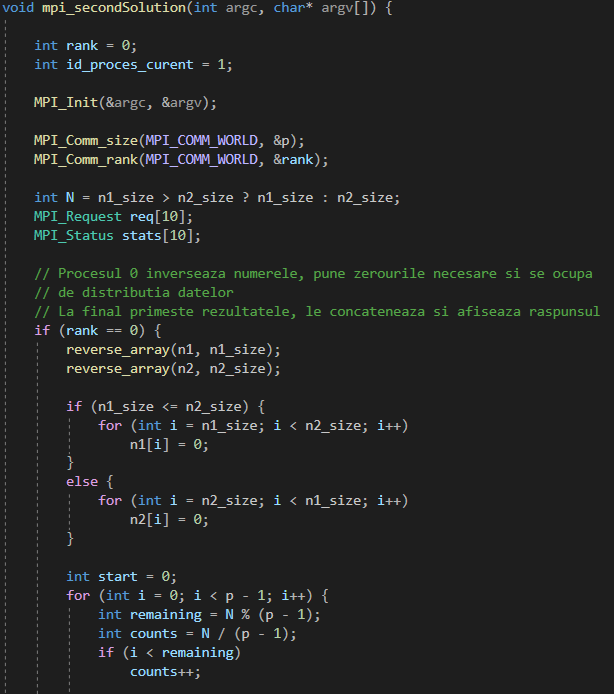 void mpi_secondSolution(int argc, char* argv[]) {
int rank = 0;
int id_proces_curent = 1;
MPI_Init(&argc, &argv);
MPI_Comm_size(MPI_COMM_WORLD, &p);
MPI_Comm_rank(MPI_COMM_WORLD, &rank);
int N = n1_size > n2_size ? n1_size : n2_size;
MPI_Request req[10];
MPI_Status stats[10];
// Procesul 0 inverseaza numerele, pune zerourile necesare si se ocupa
// de distributia datelor
// La final primeste rezultatele, le concateneaza si afiseaza raspunsul
if (rank == 0) {
reverse_array(n1, n1_size);
reverse_array(n2, n2_size);
if (n1_size <= n2_size) {
for (int i = n1_size; i < n2_size; i++)
n1[i] = 0;
}
else {
for (int i = n2_size; i < n1_size; i++)
n2[i] = 0;
}
int start = 0;
for (int i = 0; i < p - 1; i++) {
int remaining = N % (p - 1);
int counts = N / (p - 1);
if (i < remaining)
counts++;